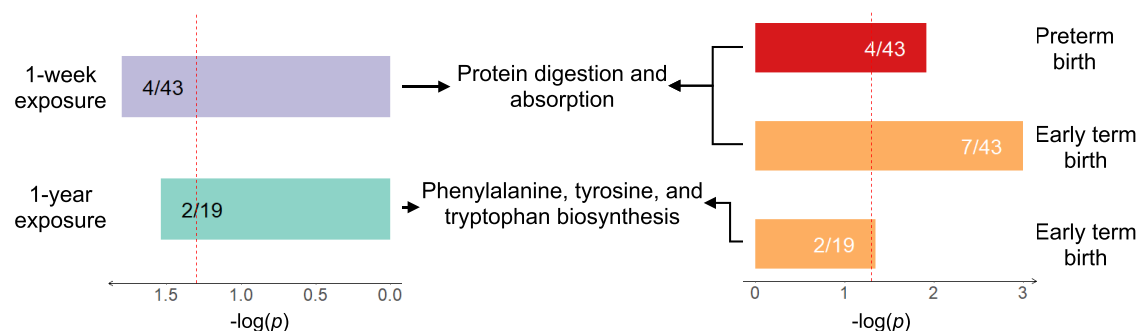 1-week
exposure
4/43
Protein digestion and
absorption
4/43
Preterm
birth
7/43
Early term
birth
1-year
exposure
2/19
Phenylalanine, tyrosine, and
tryptophan biosynthesis
2/19
Early term
birth
1.5 1.0 0.5 0.0
-log(p)
0 1 2 3
-log(p)